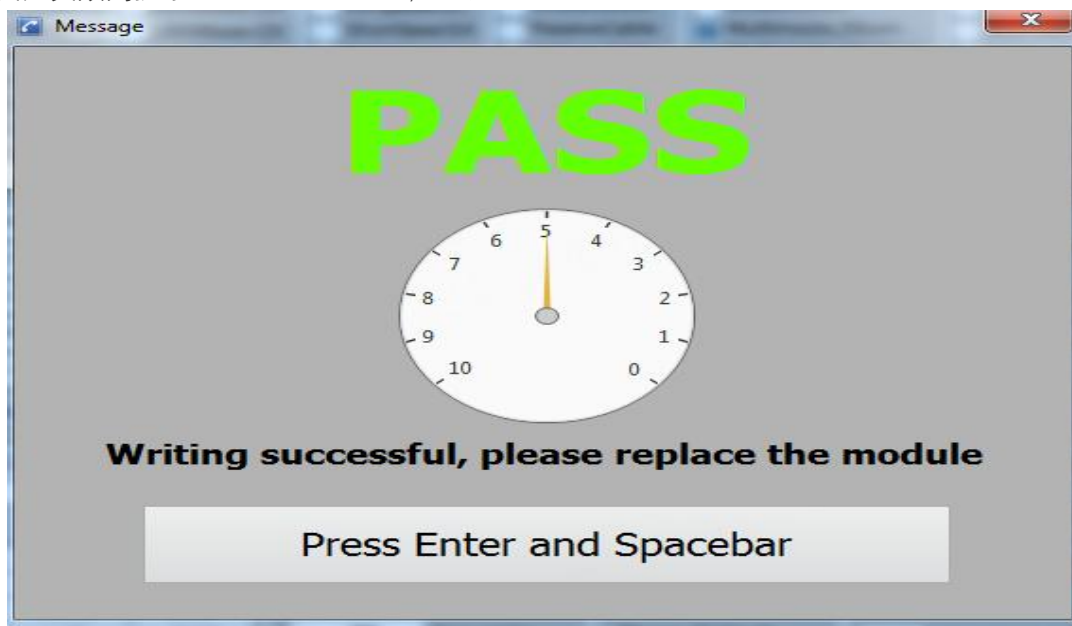 Message
PASS
5
6
4
7
3
8
2
9
1
10
0
Writing successful, please replace the module
Press Enter and Spacebar